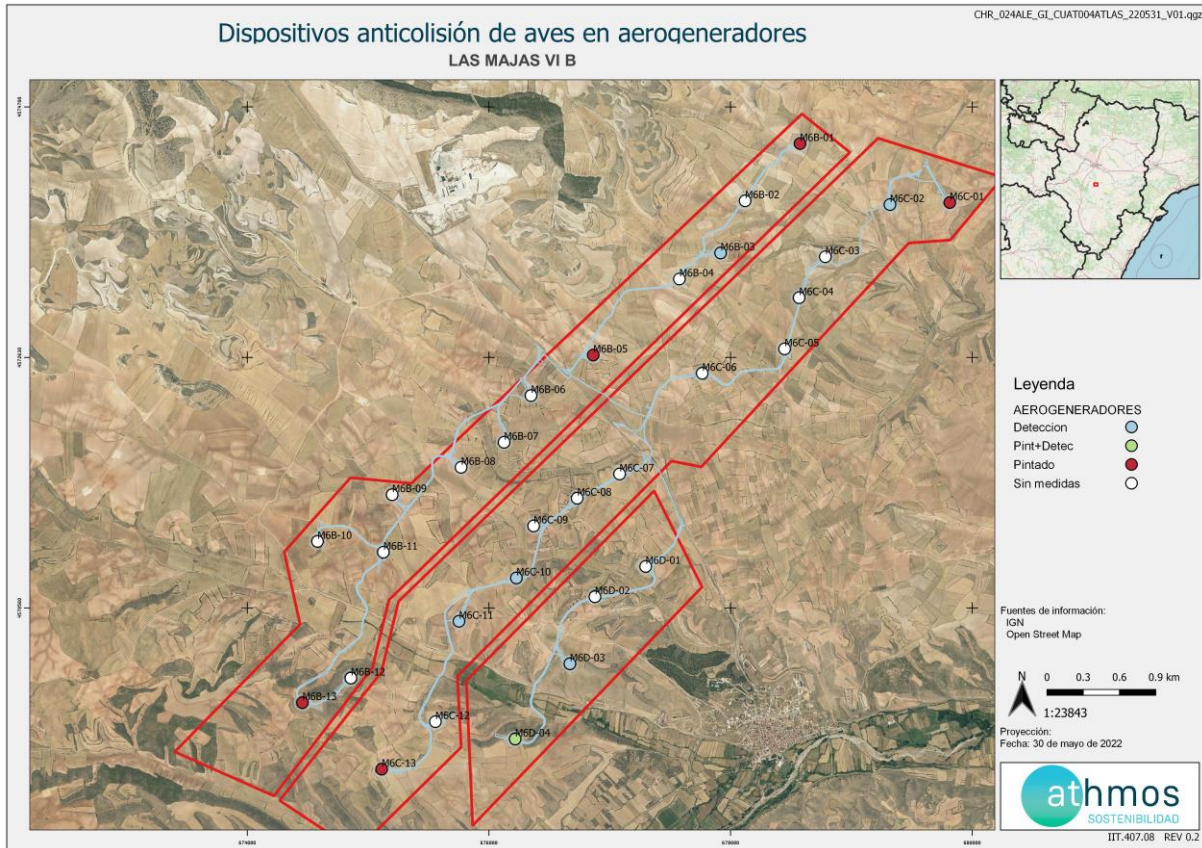 CHR_024ALE_GI_CUAT004ATLAS_220531_V01.qgz
Dispositivos anticolisión de aves en aerogeneradores
LAS MAJAS VI B
M6B-01
M6B-02
M6C-02
M6C-01
M6B-03
M6C-03
M6B-04
M6C-04
M6B-05
M6C-05
M6C-06
M6B-06
M6B-07
M6B-08
M6C-07
M6B-09
M6C-08
M6C-09
M6B-10
M6B-11
M6C-10
M6D-01
M6D-02
M6C-11
M6D-03
M6B-12
M6B-13
M6C-12
M6D-04
M6C-13
Leyenda
AEROGENERADORES
Deteccion
Pint+Detec
Pintado
Sin medidas
Fuentes de información:
IGN
Open Street Map
N
0 0.3 0.6 0.9 km
1:23843
Proyección:
Fecha: 30 de mayo de 2022
athmos
SOSTENIBILIDAD
IIT.407.08 REV 0.2